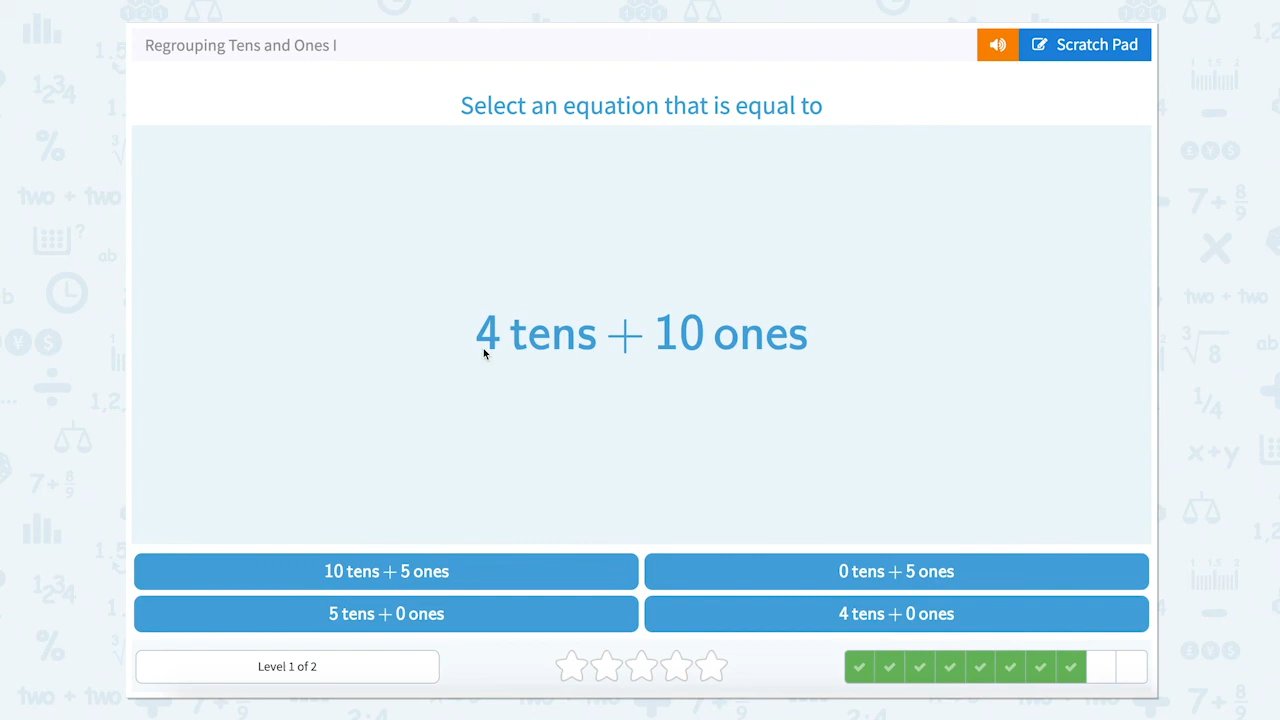 Regrouping Tens and Ones I
Scratch Pad
Select an equation that is equal to
4 tens + 10 ones
10 tens + 5 ones
0 tens + 5 ones
5 tens + 0 ones
4 tens + 0 ones
Level 1 of 2